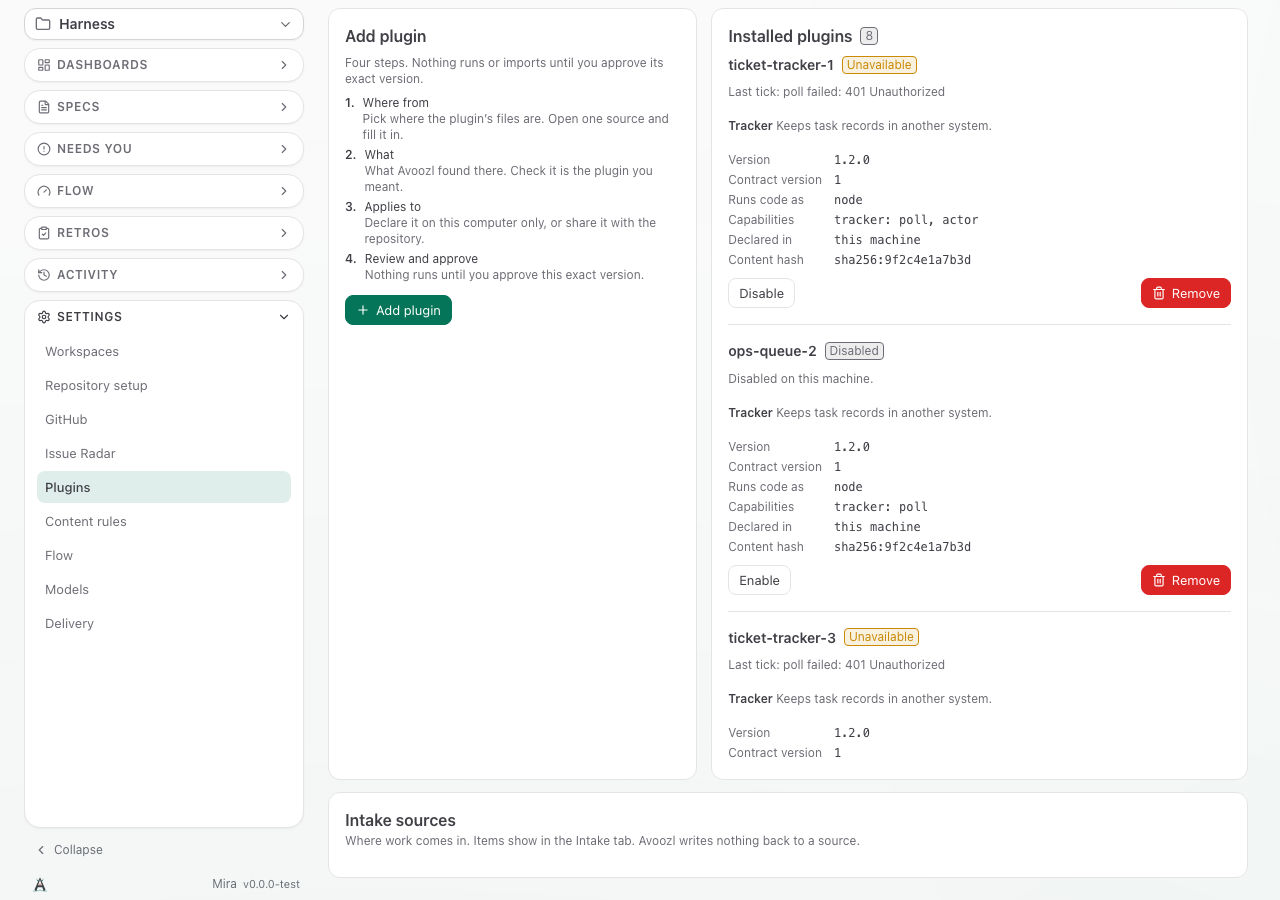 Harness
DASHBOARDS
SPECS
NEEDS YOU
FLOW
RETROS
ACTIVITY
SETTINGS
Workspaces
Repository setup
GitHub
Issue Radar
Plugins
Content rules
Flow
Models
Delivery
Collapse
Mira v0.0.0-test
Add plugin
Four steps. Nothing runs or imports until you approve its
exact version.
1. Where from
Pick where the plugin's files are. Open one source and
fill it in.
2. What
What Avoozl found there. Check it is the plugin you
meant.
3. Applies to
Declare it on this computer only, or share it with the
repository.
4. Review and approve
Nothing runs until you approve this exact version.
Add plugin
Installed plugins 8
ticket-tracker-1 Unavailable
Last tick: poll failed: 401 Unauthorized
Tracker Keeps task records in another system.
Version 1.2.0
Contract version 1
Runs code as node
Capabilities tracker: poll, actor
Declared in this machine
Content hash sha256:9f2c4e1a7b3d
Disable Remove
ops-queue-2 Disabled
Disabled on this machine.
Tracker Keeps task records in another system.
Version 1.2.0
Contract version 1
Runs code as node
Capabilities tracker: poll
Declared in this machine
Content hash sha256:9f2c4e1a7b3d
Enable Remove
ticket-tracker-3 Unavailable
Last tick: poll failed: 401 Unauthorized
Tracker Keeps task records in another system.
Version 1.2.0
Contract version 1
Intake sources
Where work comes in. Items show in the Intake tab. Avoozl writes nothing back to a source.